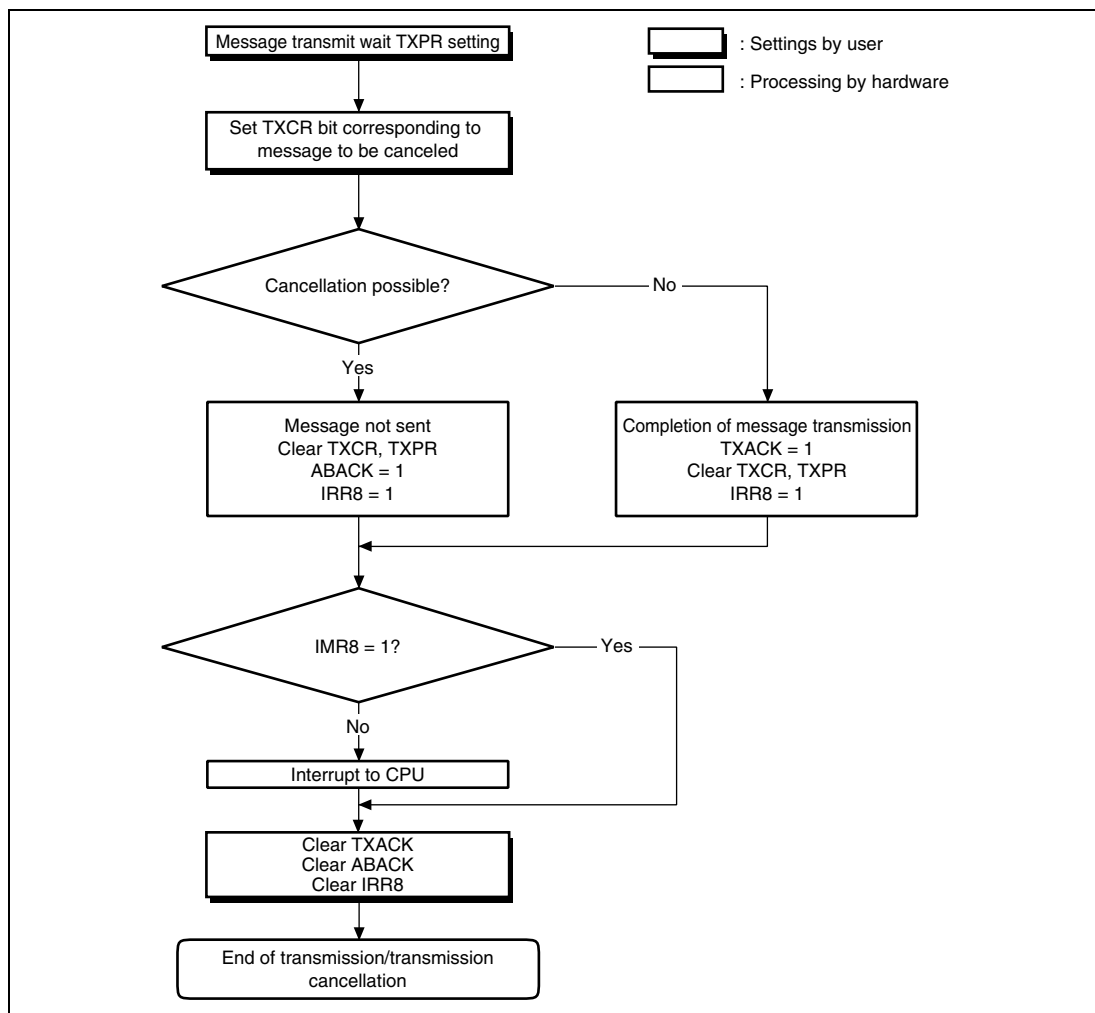 Message transmit wait TXPR setting
: Settings by user
: Processing by hardware
Set TXCR bit corresponding to
message to be canceled
Cancellation possible?
No
Yes
Message not sent
Clear TXCR, TXPR
ABACK = 1
IRR8 = 1
Completion of message transmission
TXACK = 1
Clear TXCR, TXPR
IRR8 = 1
IMR8 = 1?
Yes
No
Interrupt to CPU
Clear TXACK
Clear ABACK
Clear IRR8
End of transmission/transmission
cancellation